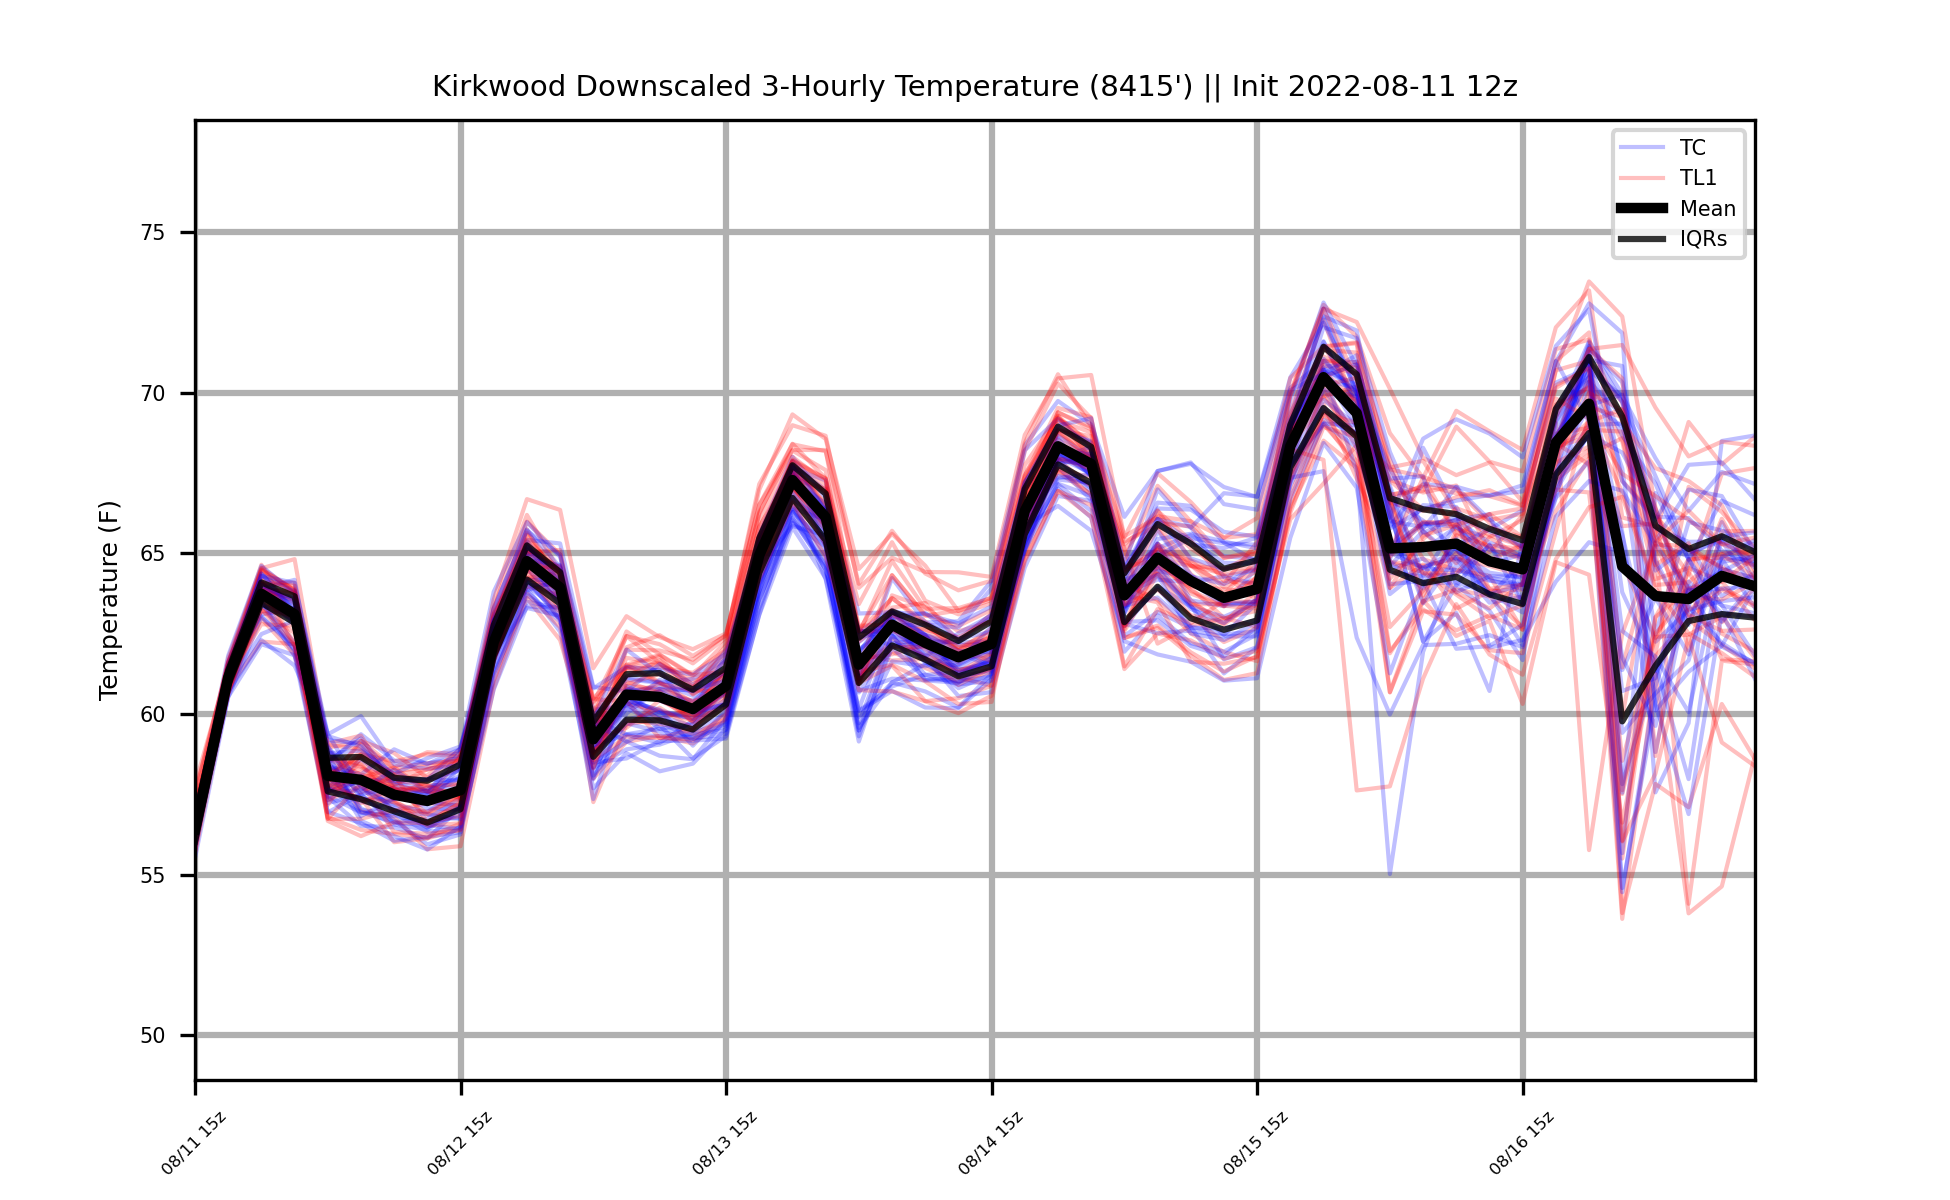 Kirkwood Downscaled 3-Hourly Temperature (8415') || Init 2022-08-11 12z
TC
TL1
Mean
IQRs
Temperature (F)
75
70
65
60
55
50
08/11 15z
08/12 15z
08/13 15z
08/14 15z
08/15 15z
08/16 15z